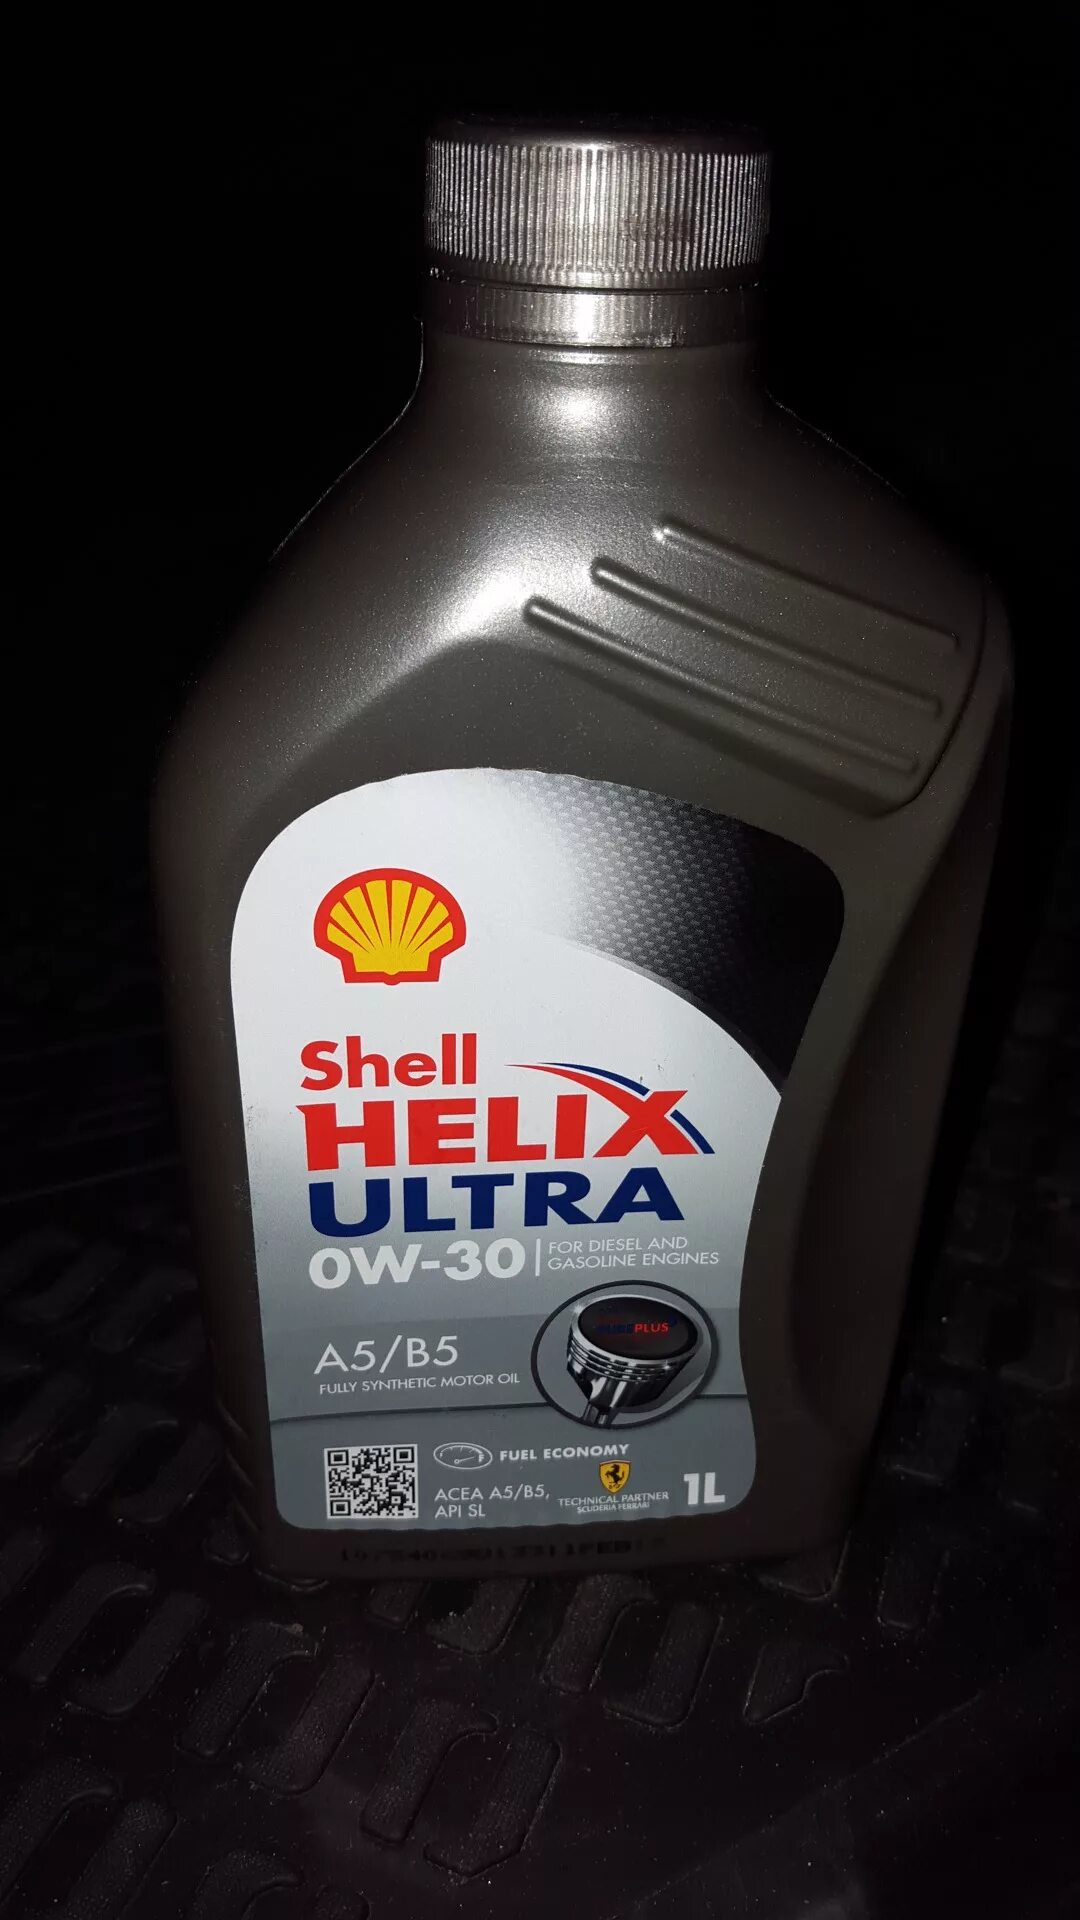 Shell
HELIX
ULTRA
0W-30
FOR DIESEL AND
GASOLINE ENGINES
PLUS
A5/B5
FULLY SYNTHETIC MOTOR OIL
FUEL ECONOMY
ACEA A5/B5,
API SL
TECHNICAL PARTNER
SCUDERIA FERRARI
1L